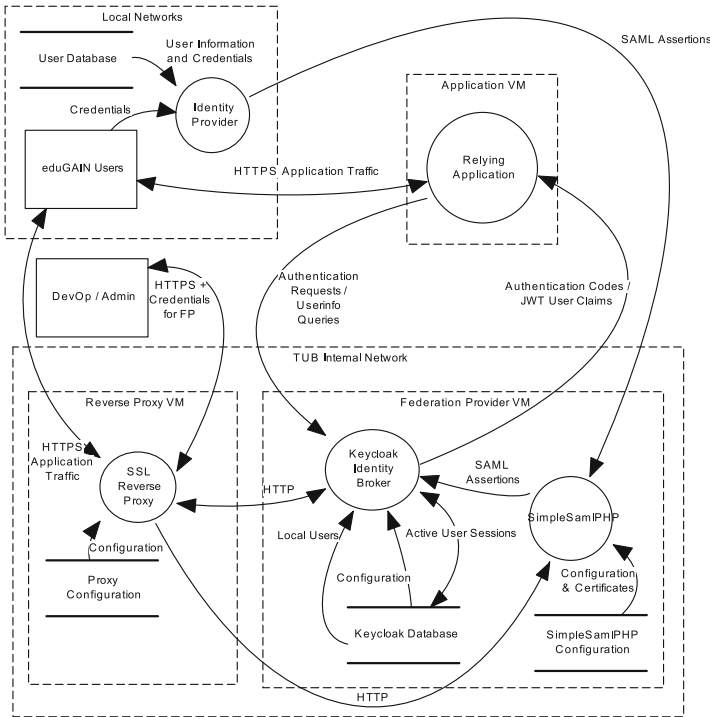 Local Networks
User Database
User Information
and Credentials
SAML Assertions
Credentials
Identity
Provider
Application VM
eduGAIN Users
HTTPS Application Traffic
Relying
Application
DevOp / Admin
HTTPS +
Credentials
for FP
Authentication
Requests /
Userinfo
Queries
Authentication Codes /
JWT User Claims
TUB Internal Network
Reverse Proxy VM
Federation Provider VM
HTTPS
Application
Traffic
SSL
Reverse
Proxy
HTTP
Keycloak
Identity
Broker
SAML
Assertions
SimpleSamlPHP
Configuration
Local Users
Active User Sessions
Proxy
Configuration
Configuration
Configuration
& Certificates
Keycloak Database
SimpleSamlPHP
Configuration
HTTP